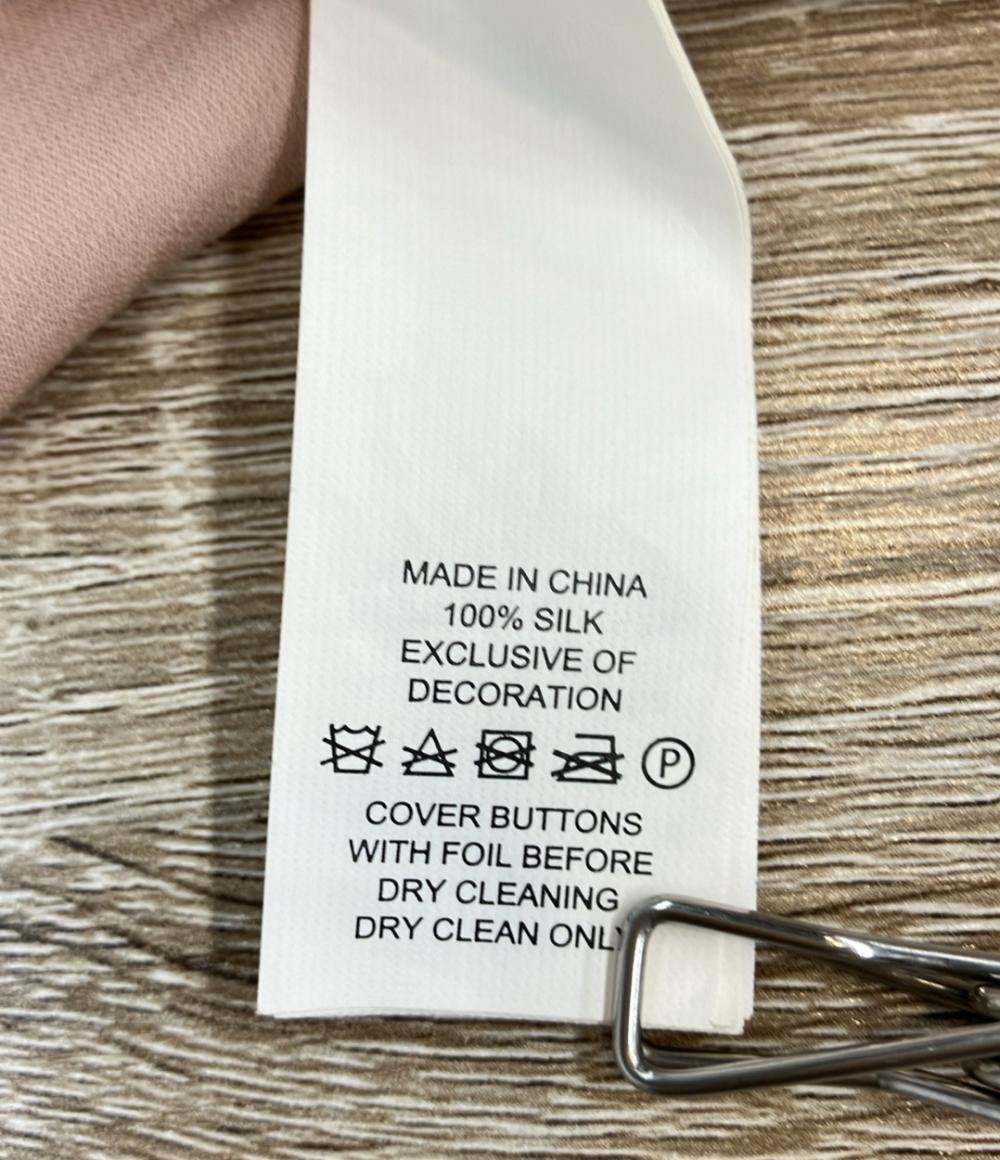 MADE IN CHINA
100% SILK
EXCLUSIVE OF
DECORATION
P
COVER BUTTONS
WITH FOIL BEFORE
DRY CLEANING
DRY CLEAN ONLY